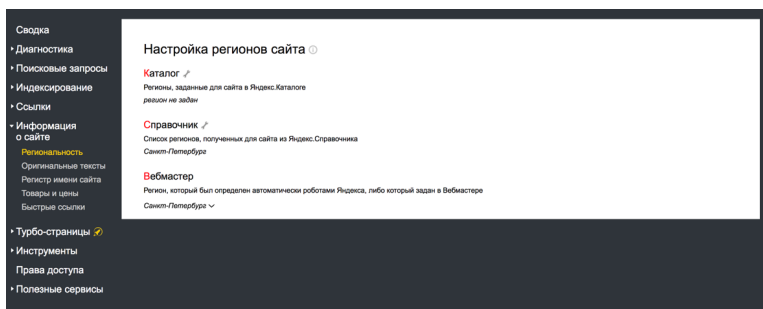 Сводка
Диагностика
Поисковые запросы
Индексирование
Ссылки
Информация
о сайте
Региональность
Оригинальные тексты
Регистр имени сайта
Товары и цены
Быстрые ссылки
Турбо-страницы
Инструменты
Права доступа
Полезные сервисы
Настройка регионов сайта
Каталог
Регионы, заданные для сайта в Яндекс.Каталоге
регион не задан
Справочник
Список регионов, полученных для сайта из Яндекс.Справочника
Санкт-Петербург
Вебмастер
Регион, который был определен автоматически роботами Яндекса, либо который задан в Вебмастере
Санкт-Петербург